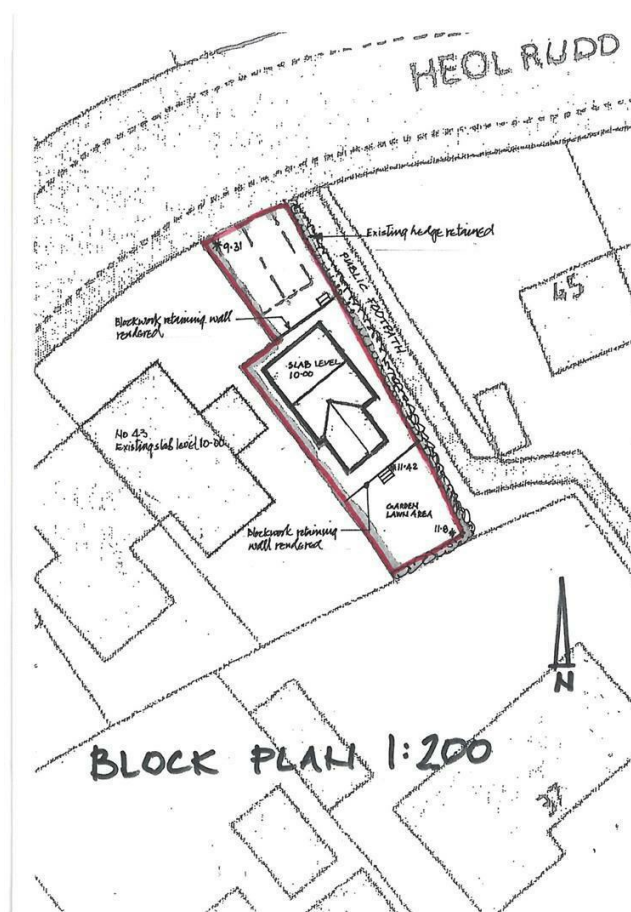 HEOL RUDD
Existing hedge retained
9.31
PUBLIC FOOTPATH
45
Blockwork retaining wall
rendered
SLAB LEVEL
10.00
No 43
Existing slab level 10.00
11.42
GARDEN
LAWN AREA
11.8
Blockwork retaining
wall rendered
N
BLOCK PLAN 1:200
37